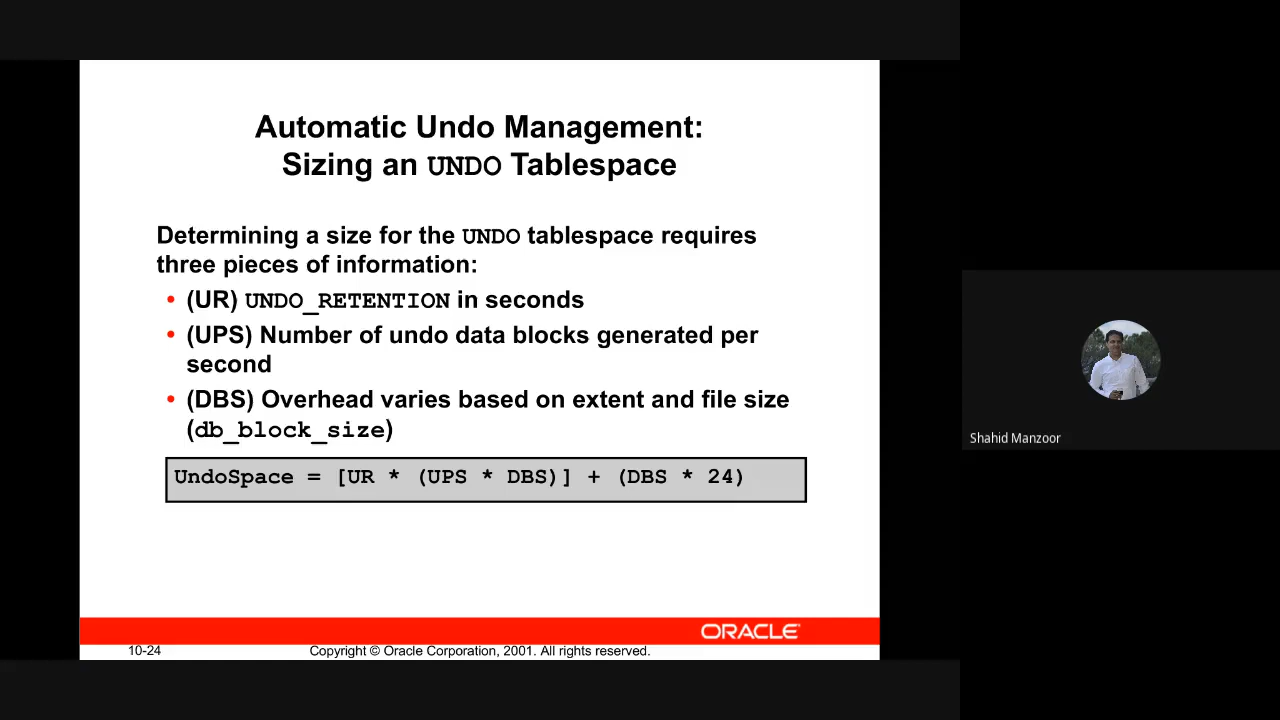 Automatic Undo Management:
Sizing an UNDO Tablespace
Determining a size for the UNDO tablespace requires
three pieces of information:
• (UR) UNDO_RETENTION in seconds
• (UPS) Number of undo data blocks generated per
second
• (DBS) Overhead varies based on extent and file size
(db_block_size)
UndoSpace = [UR * (UPS * DBS)] + (DBS * 24)
ORACLE
10-24
Copyright © Oracle Corporation, 2001. All rights reserved.
Shahid Manzoor